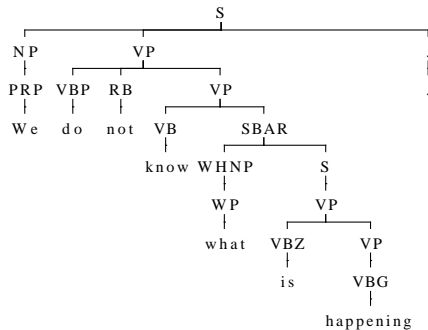 S
NP VP .
PRP VBP RB VP .
We do not VB SBAR
know WHNP S
WP VP
what VBZ VP
is VBG
happening